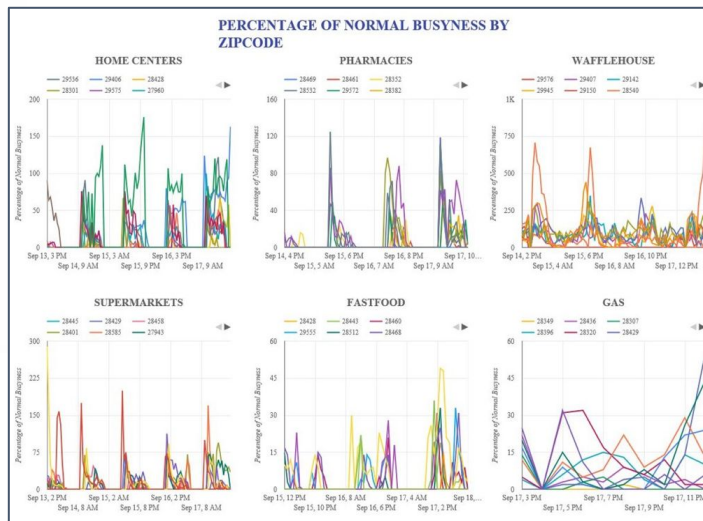 PERCENTAGE OF NORMAL BUSYNESS BY
ZIPCODE
HOME CENTERS
29556 29406 28428
28301 29575 27960
200
150
100
50
0
Percentage of Normal Busyness
Sep 13, 3 PM Sep 15, 3 AM Sep 16, 3 PM
Sep 14, 9 AM Sep 15, 9 PM Sep 17, 9 AM
PHARMACIES
28469 28461 28352
28532 29572 28382
160
120
80
40
0
Percentage of Normal Busyness
Sep 14, 4 PM Sep 15, 6 PM Sep 16, 8 PM Sep 17, 10...
Sep 15, 5 AM Sep 16, 7 AM Sep 17, 9 AM
WAFFLEHOUSE
29576 29407 29142
29945 29150 28540
1K
750
500
250
0
Percentage of Normal Busyness
Sep 14, 2 PM Sep 15, 6 PM Sep 16, 10 PM
Sep 15, 4 AM Sep 16, 8 AM Sep 17, 12 PM
SUPERMARKETS
28445 28429 28458
28401 28585 27943
300
225
150
75
0
Percentage of Normal Busyness
Sep 13, 2 PM Sep 15, 2 AM Sep 16, 2 PM
Sep 14, 8 AM Sep 15, 8 PM Sep 17, 8 AM
FASTFOOD
28428 28443 28460
29555 28512 28468
60
45
30
15
0
Percentage of Normal Busyness
Sep 15, 12 PM Sep 16, 8 AM Sep 17, 4 AM Sep 18,...
Sep 15, 10 PM Sep 16, 6 PM Sep 17, 2 PM
GAS
28349 28436 28307
28396 28320 28429
60
45
30
15
0
Percentage of Normal Busyness
Sep 17, 3 PM Sep 17, 7 PM Sep 17, 11 PM
Sep 17, 5 PM Sep 17, 9 PM